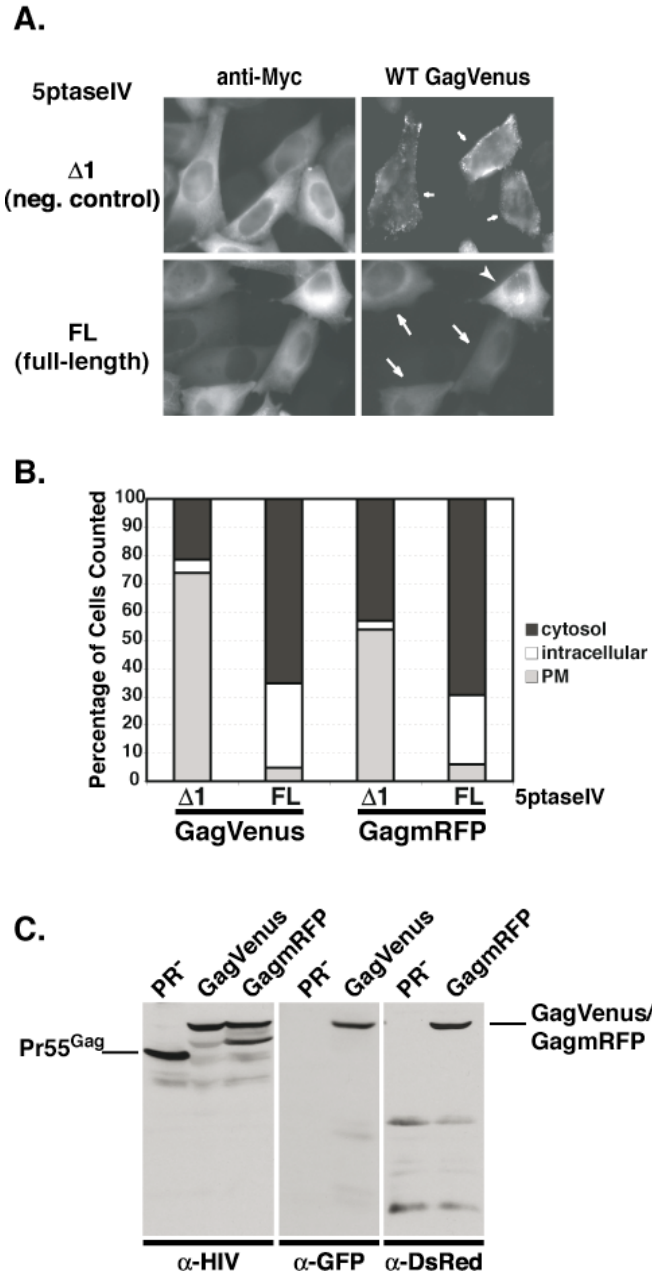 A.
5ptaseIV
anti-Myc
WT GagVenus
Δ1
(neg. control)
FL
(full-length)
B.
Percentage of Cells Counted
100
90
80
70
60
50
40
30
20
10
0
cytosol
intracellular
PM
Δ1 FL Δ1 FL 5ptaseIV
GagVenus GagmRFP
C.
PR⁻ GagVenus GagmRFP PR⁻ GagVenus PR⁻ GagmRFP
Pr55ᴳᵃᵍ
GagVenus/
GagmRFP
α-HIV α-GFP α-DsRed